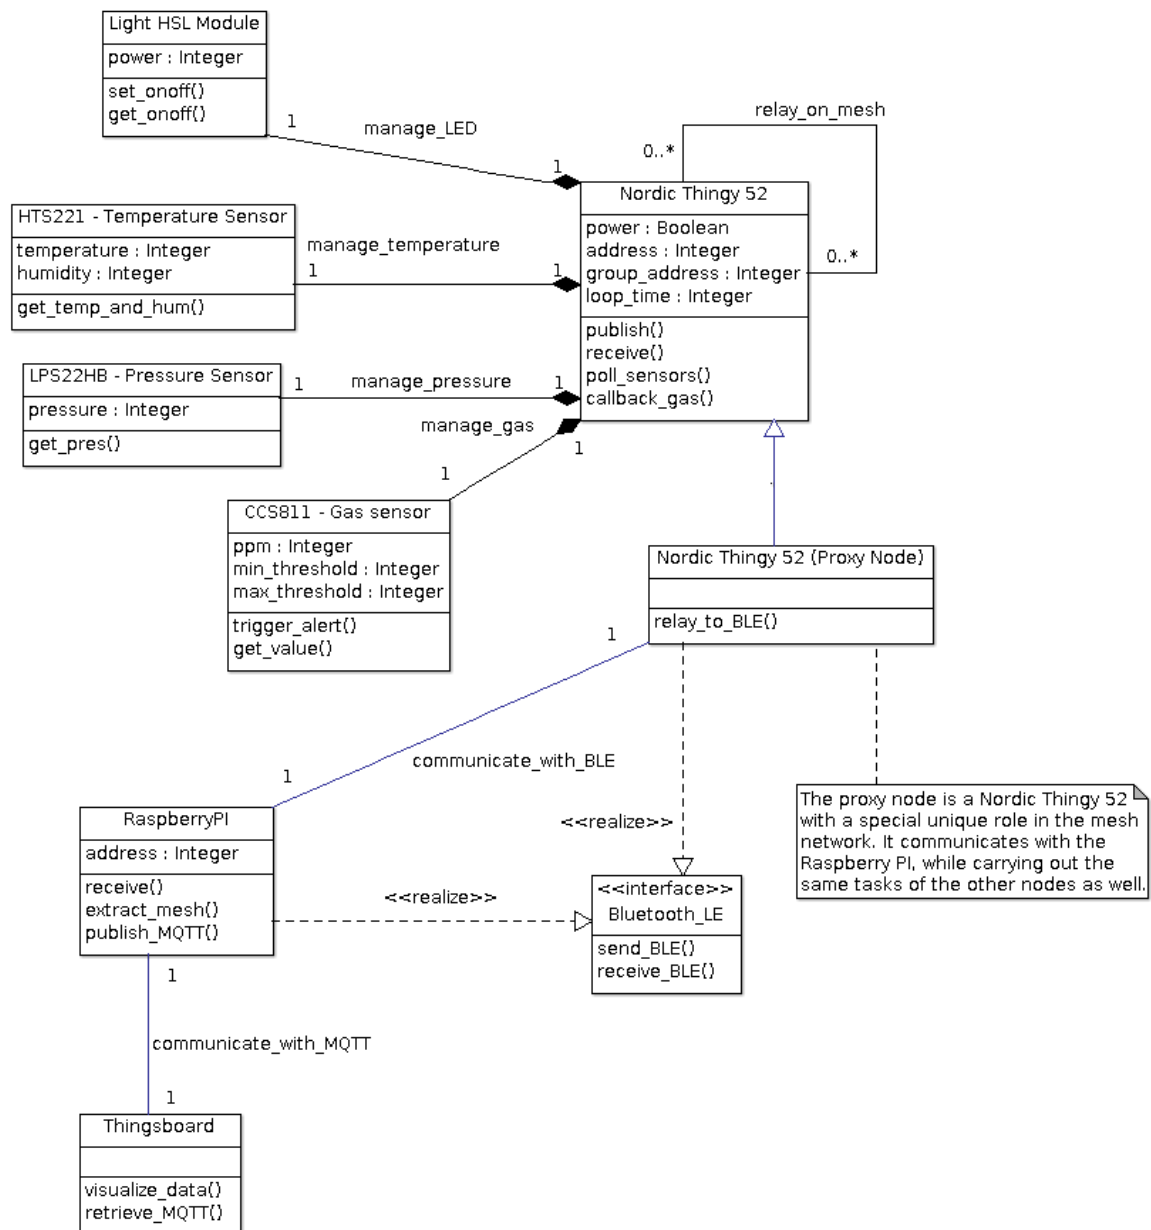 Light HSL Module
power : Integer
set_onoff()
get_onoff()
1
manage_LED
1
relay_on_mesh
0..*
0..*
Nordic Thingy 52
power : Boolean
address : Integer
group_address : Integer
loop_time : Integer
publish()
receive()
poll_sensors()
callback_gas()
HTS221 - Temperature Sensor
temperature : Integer
humidity : Integer
get_temp_and_hum()
manage_temperature
1
1
LPS22HB - Pressure Sensor
pressure : Integer
get_pres()
1
manage_pressure
1
manage_gas
1
1
CCS811 - Gas sensor
ppm : Integer
min_threshold : Integer
max_threshold : Integer
trigger_alert()
get_value()
Nordic Thingy 52 (Proxy Node)
relay_to_BLE()
1
communicate_with_BLE
1
The proxy node is a Nordic Thingy 52
with a special unique role in the mesh
network. It communicates with the
Raspberry PI, while carrying out the
same tasks of the other nodes as well.
<<realize>>
RaspberryPI
address : Integer
receive()
extract_mesh()
publish_MQTT()
<<realize>>
<<interface>>
Bluetooth_LE
send_BLE()
receive_BLE()
1
communicate_with_MQTT
1
Thingsboard
visualize_data()
retrieve_MQTT()